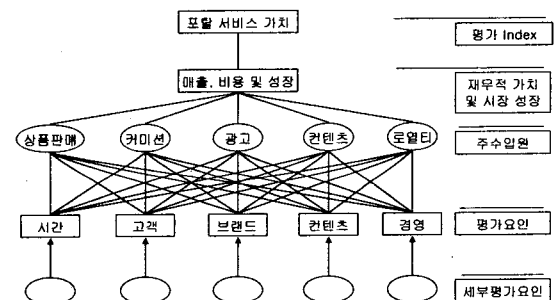 포탈 서비스 가치
평가 Index
매출, 비용 및 성장
재무적 가치
및 시장 성장
상품판매
커미션
광고
컨텐츠
로열티
주수입원
시간
고객
브랜드
컨텐츠
경영
평가요인
세부평가요인